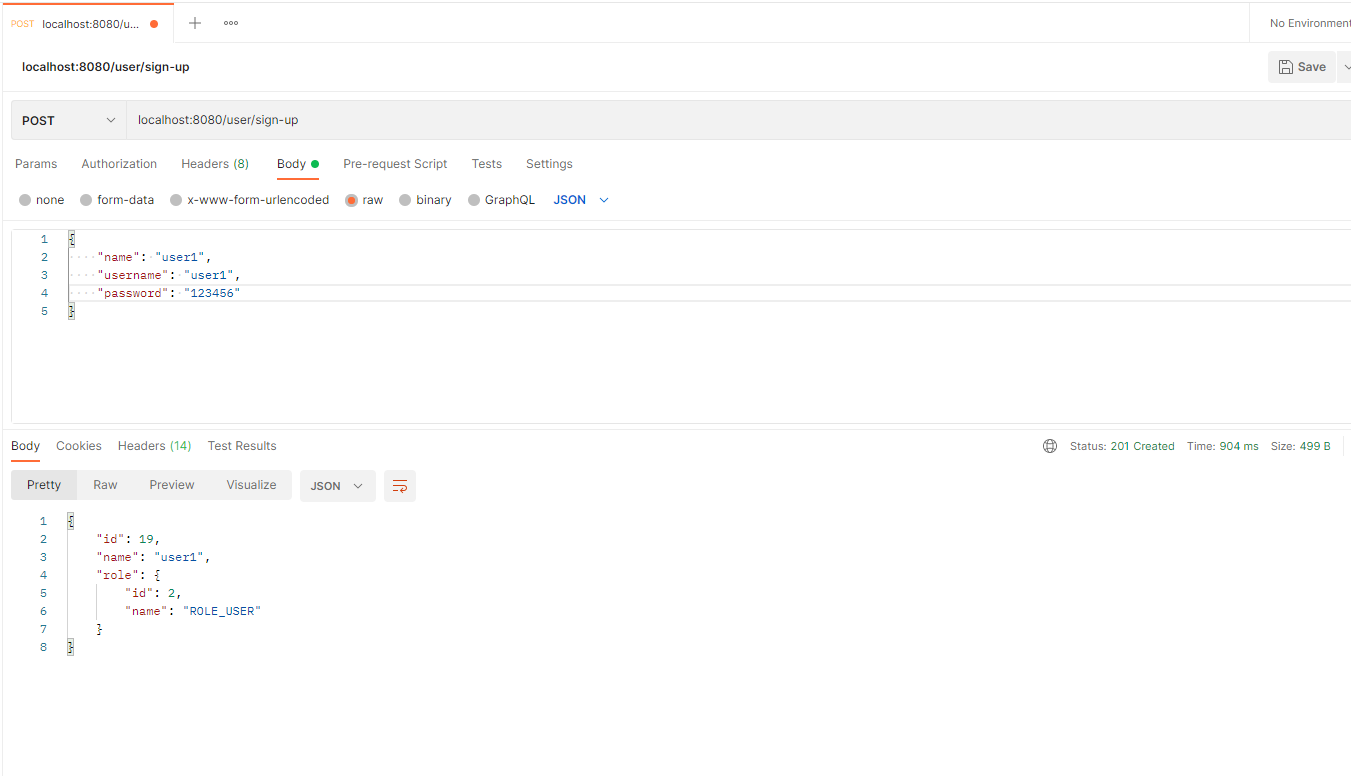 POST localhost:8080/u... No Environment
localhost:8080/user/sign-up Save
POST localhost:8080/user/sign-up
Params Authorization Headers (8) Body Pre-request Script Tests Settings
none form-data x-www-form-urlencoded raw binary GraphQL JSON
1 {
2 "name": "user1",
3 "username": "user1",
4 "password": "123456"
5 }
Body Cookies Headers (14) Test Results Status: 201 Created Time: 904 ms Size: 499 B
Pretty Raw Preview Visualize JSON
1 {
2 "id": 19,
3 "name": "user1",
4 "role": {
5 "id": 2,
6 "name": "ROLE_USER"
7 }
8 }